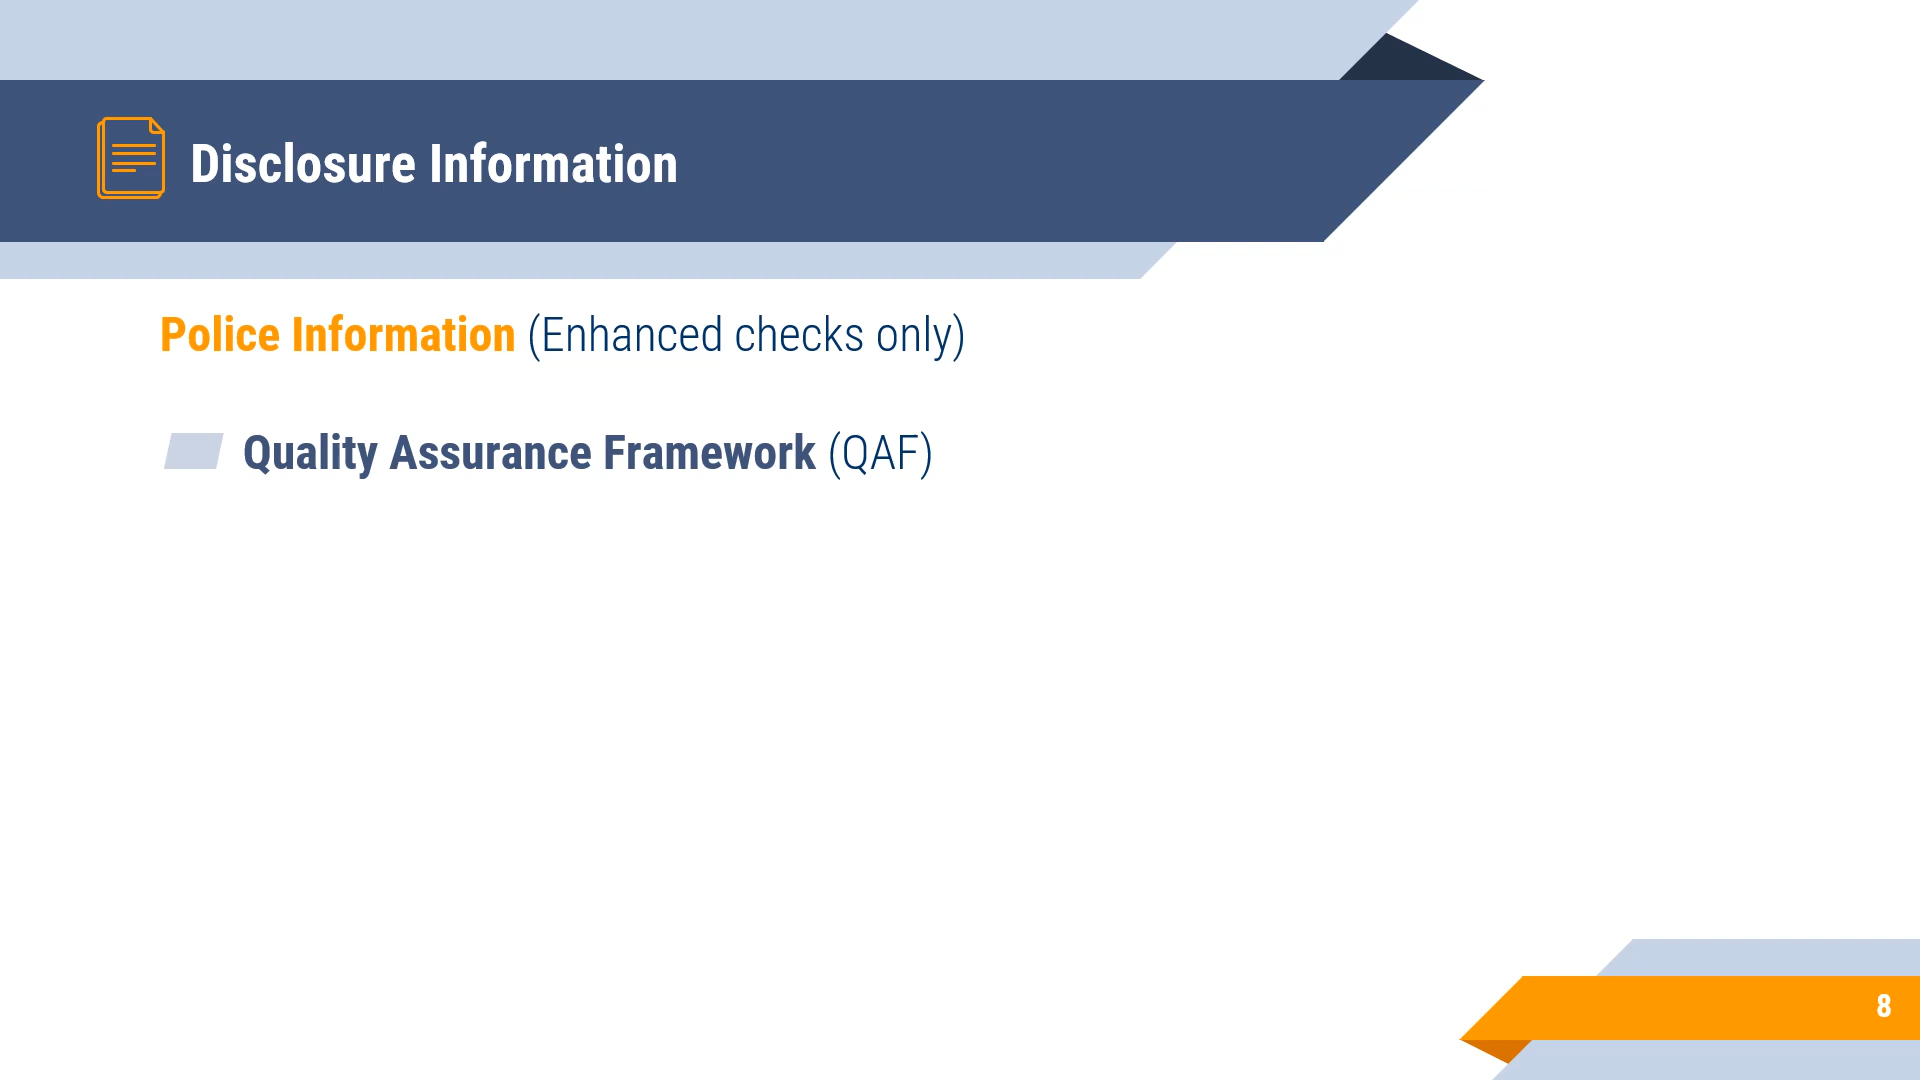 Disclosure Information
Police Information (Enhanced checks only)
Quality Assurance Framework (QAF)
8